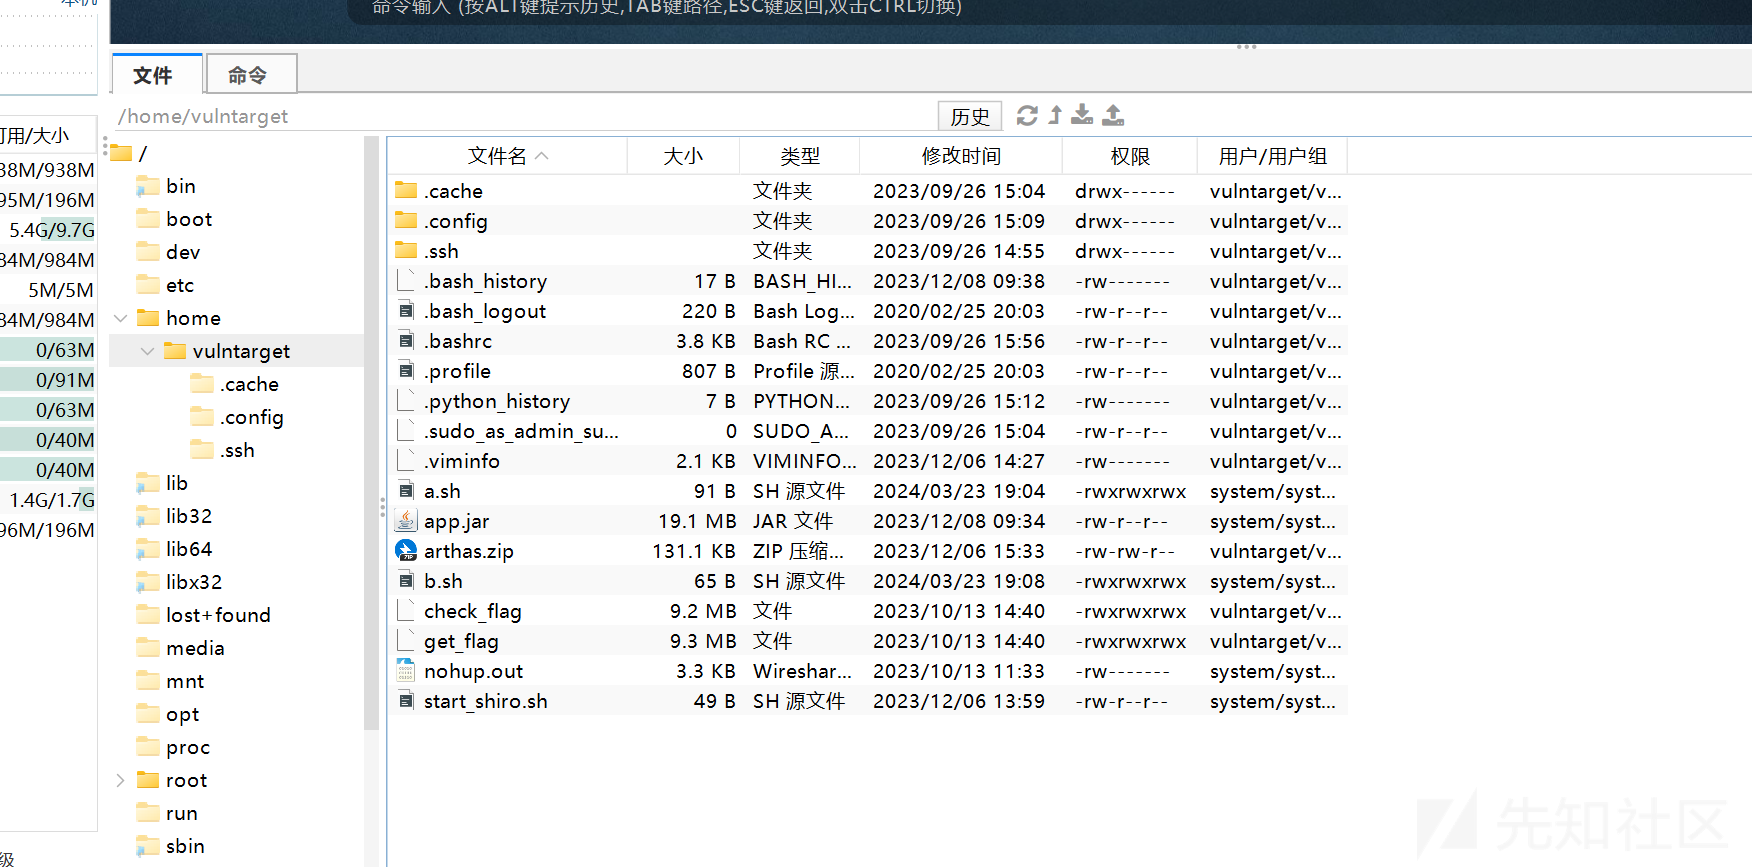 命令输入 (按ALT键提示历史,TAB键路径,ESC键返回,双击CTRL切换)
文件 命令
/home/vulntarget 历史
可用/大小
38M/938M
95M/196M
5.4G/9.7G
84M/984M
5M/5M
84M/984M
0/63M
0/91M
0/63M
0/40M
0/40M
1.4G/1.7G
96M/196M
级
/
bin
boot
dev
etc
home
vulntarget
.cache
.config
.ssh
lib
lib32
lib64
libx32
lost+found
media
mnt
opt
proc
root
run
sbin
文件名 大小 类型 修改时间 权限 用户/用户组
.cache 文件夹 2023/09/26 15:04 drwx------ vulntarget/v...
.config 文件夹 2023/09/26 15:09 drwx------ vulntarget/v...
.ssh 文件夹 2023/09/26 14:55 drwx------ vulntarget/v...
.bash_history 17 B BASH_HI... 2023/12/08 09:38 -rw------- vulntarget/v...
.bash_logout 220 B Bash Log... 2020/02/25 20:03 -rw-r--r-- vulntarget/v...
.bashrc 3.8 KB Bash RC ... 2023/09/26 15:56 -rw-r--r-- vulntarget/v...
.profile 807 B Profile 源... 2020/02/25 20:03 -rw-r--r-- vulntarget/v...
.python_history 7 B PYTHON... 2023/09/26 15:12 -rw------- vulntarget/v...
.sudo_as_admin_su... 0 SUDO_A... 2023/09/26 15:04 -rw-r--r-- vulntarget/v...
.viminfo 2.1 KB VIMINFO... 2023/12/06 14:27 -rw------- vulntarget/v...
a.sh 91 B SH 源文件 2024/03/23 19:04 -rwxrwxrwx system/syst...
app.jar 19.1 MB JAR 文件 2023/12/08 09:34 -rw-r--r-- system/syst...
arthas.zip 131.1 KB ZIP 压缩... 2023/12/06 15:33 -rw-rw-r-- vulntarget/v...
b.sh 65 B SH 源文件 2024/03/23 19:08 -rwxrwxrwx system/syst...
check_flag 9.2 MB 文件 2023/10/13 14:40 -rwxrwxrwx vulntarget/v...
get_flag 9.3 MB 文件 2023/10/13 14:40 -rwxrwxrwx vulntarget/v...
nohup.out 3.3 KB Wireshar... 2023/10/13 11:33 -rw------- system/syst...
start_shiro.sh 49 B SH 源文件 2023/12/06 13:59 -rw-r--r-- system/syst...
先知社区